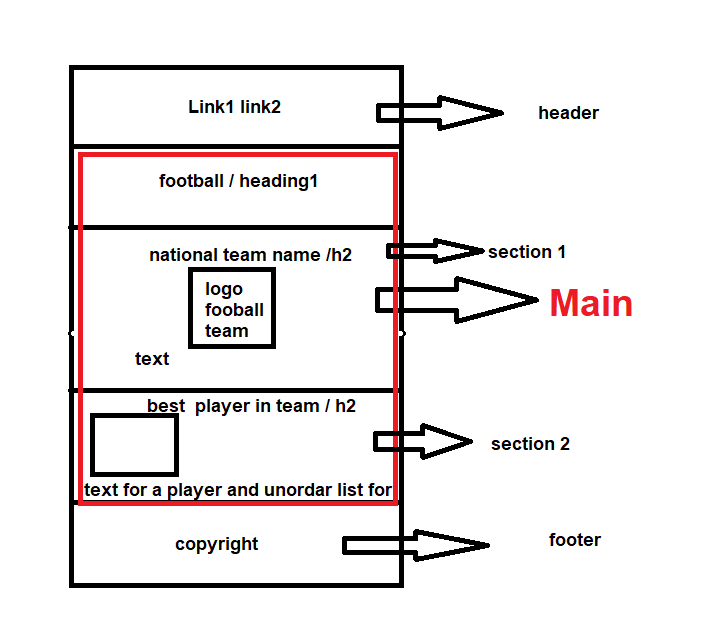 Link1 link2
header
football / heading1
national team name /h2
section 1
logo
fooball
team
Main
text
best player in team / h2
section 2
text for a player and unordar list for
copyright
footer